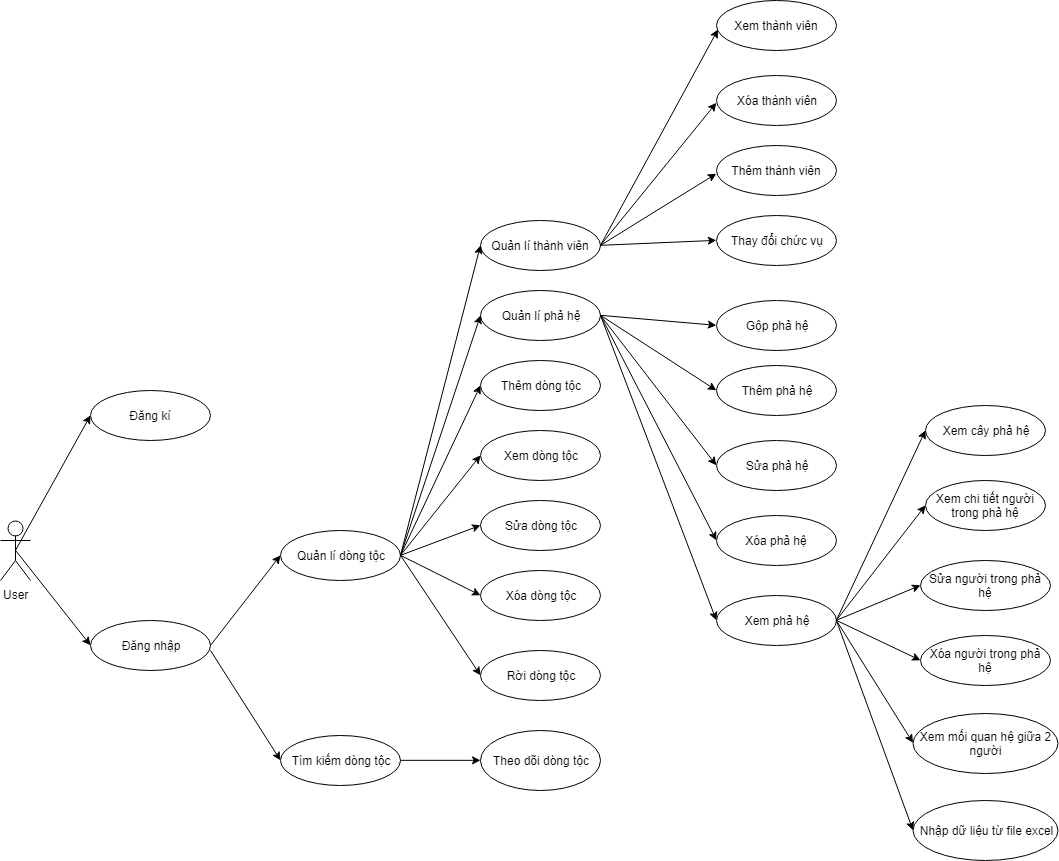 Xem thành viên
Xóa thành viên
Thêm thành viên
Thay đổi chức vụ
Quản lí thành viên
Quản lí phả hệ
Thêm dòng tộc
Xem dòng tộc
Sửa dòng tộc
Xóa dòng tộc
Rời dòng tộc
Gộp phả hệ
Thêm phả hệ
Sửa phả hệ
Xóa phả hệ
Xem phả hệ
Xem cây phả hệ
Xem chi tiết người
trong phả hệ
Sửa người trong phả
hệ
Xóa người trong phả
hệ
Xem mối quan hệ giữa 2
người
Nhập dữ liệu từ file excel
Đăng kí
User
Đăng nhập
Quản lí dòng tộc
Tìm kiếm dòng tộc
Theo dõi dòng tộc